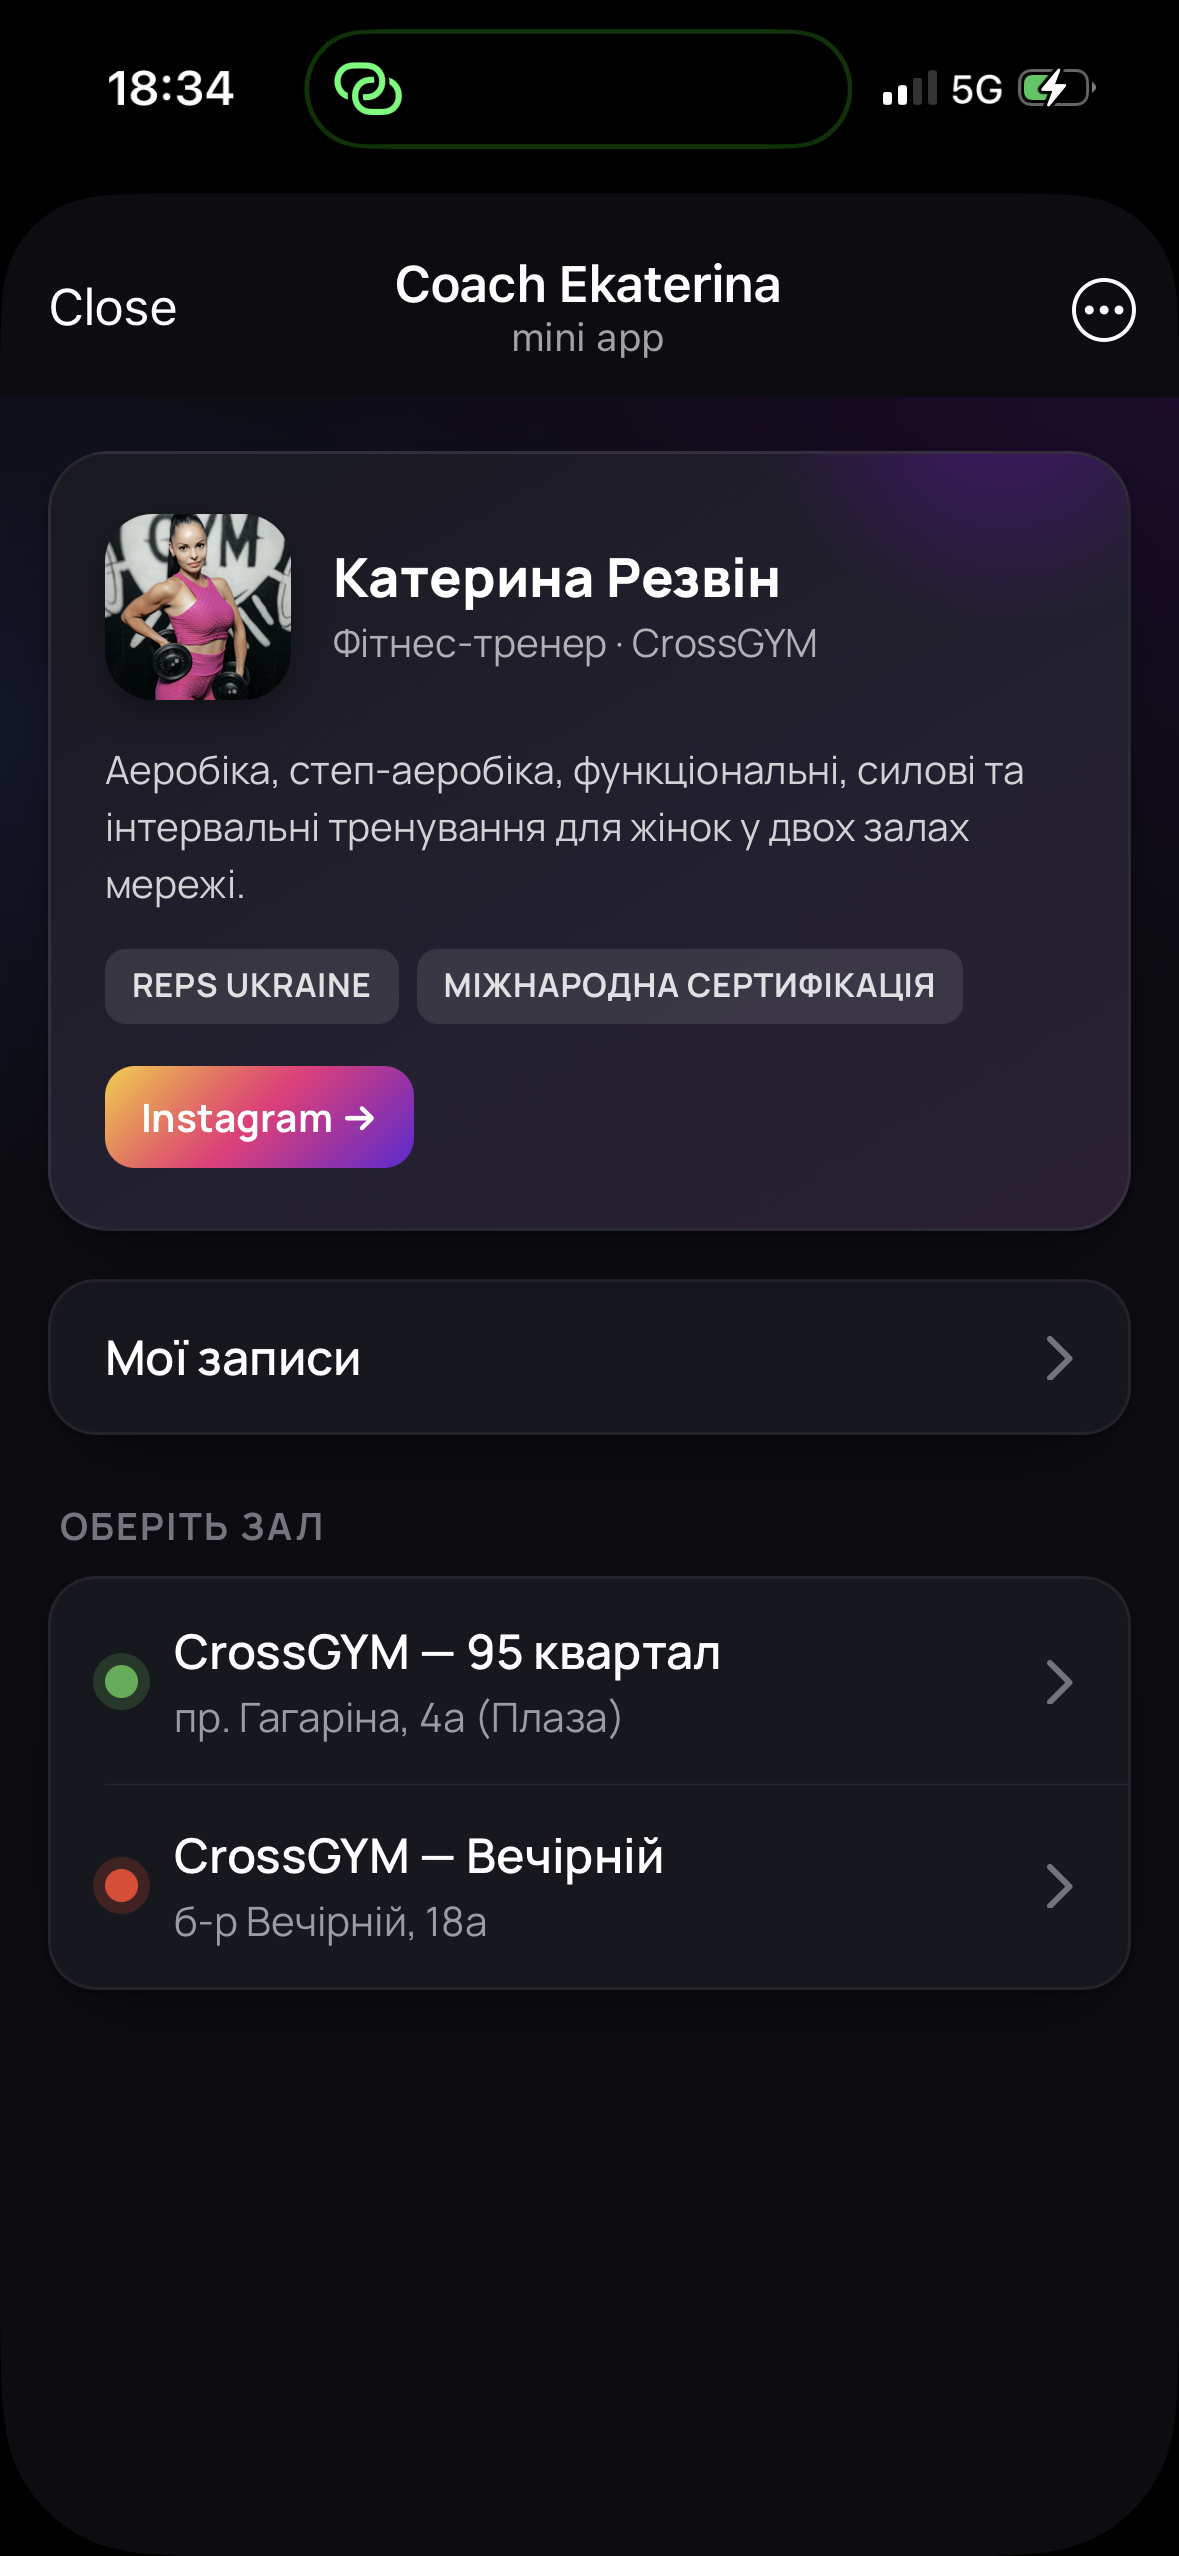 18:34
5G
Close
Coach Ekaterina
mini app
GYM
Катерина Резвін
Фітнес-тренер · CrossGYM
Аеробіка, степ-аеробіка, функціональні, силові та
інтервальні тренування для жінок у двох залах
мережі.
REPS UKRAINE
МІЖНАРОДНА СЕРТИФІКАЦІЯ
Instagram →
Мої записи
ОБЕРІТЬ ЗАЛ
CrossGYM — 95 квартал
пр. Гагаріна, 4а (Плаза)
CrossGYM — Вечірній
б-р Вечірній, 18а